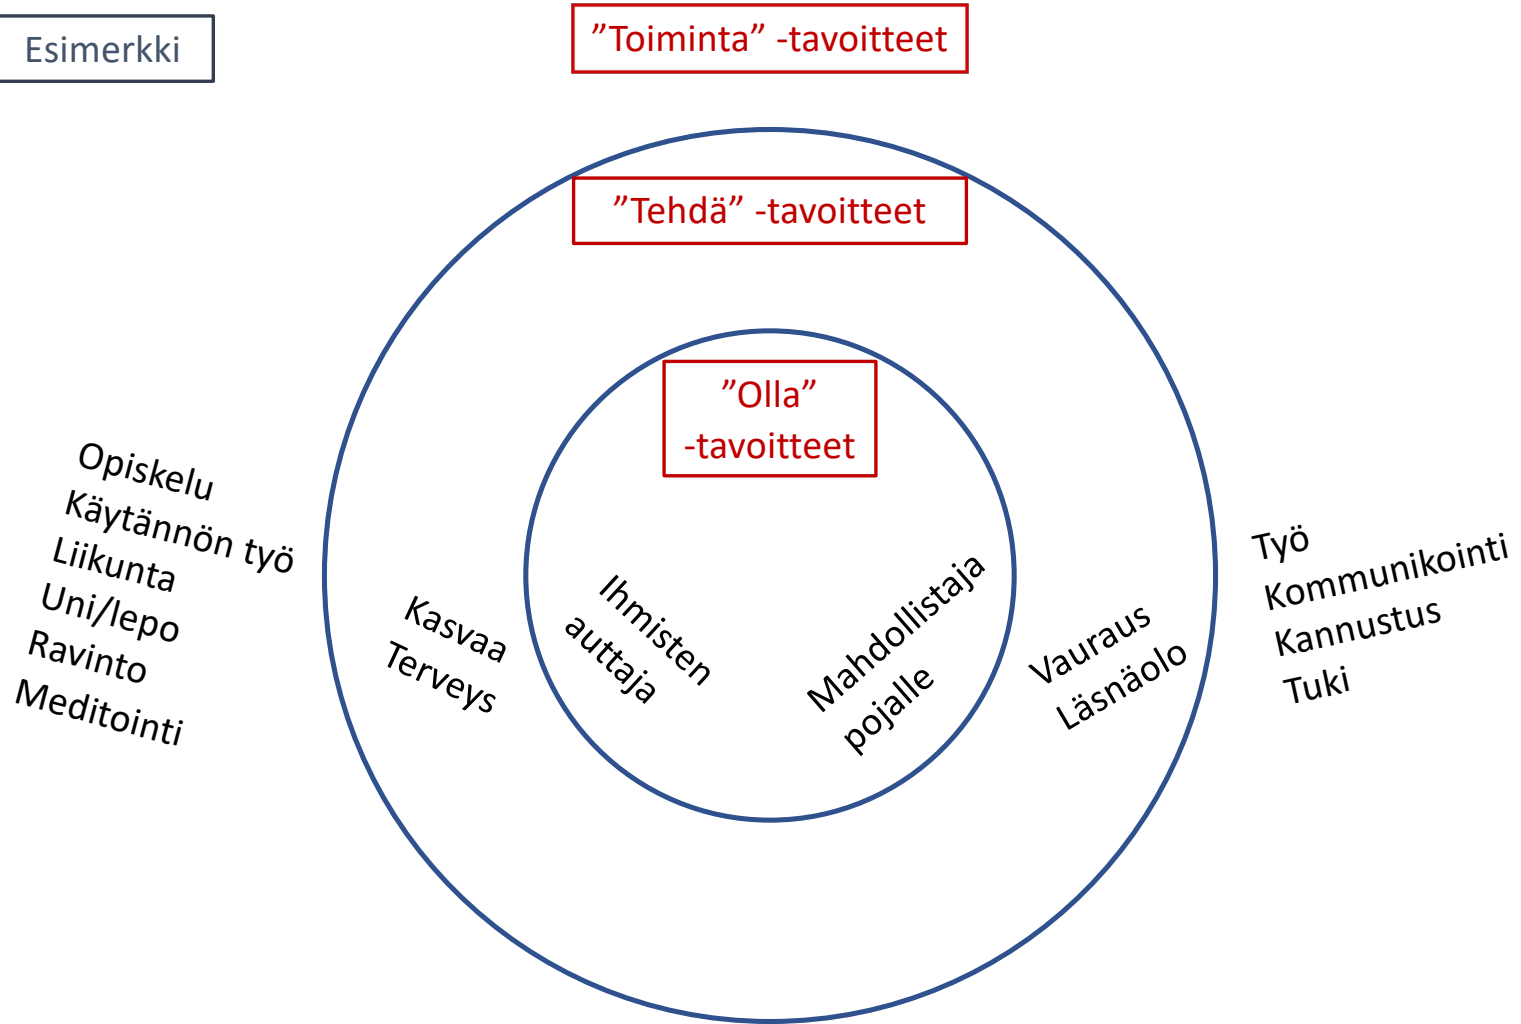 Esimerkki
”Toiminta” -tavoitteet
”Tehdä” -tavoitteet
”Olla”
-tavoitteet
Opiskelu
Käytännön työ
Liikunta
Uni/lepo
Ravinto
Meditointi
Kasvaa
Terveys
Ihmisten
auttaja
Mahdollistaja
pojalle
Vauraus
Läsnäolo
Työ
Kommunikointi
Kannustus
Tuki